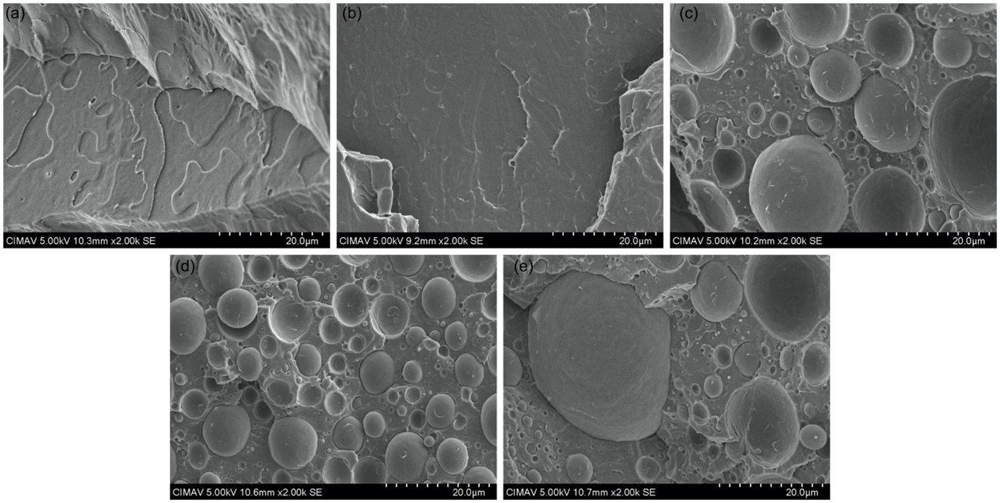 (a)
CIMAV 5.00kV 10.3mm x2.00k SE 20.0μm
(b)
CIMAV 5.00kV 9.2mm x2.00k SE 20.0μm
(c)
CIMAV 5.00kV 10.2mm x2.00k SE 20.0μm
(d)
CIMAV 5.00kV 10.6mm x2.00k SE 20.0μm
(e)
CIMAV 5.00kV 10.7mm x2.00k SE 20.0μm